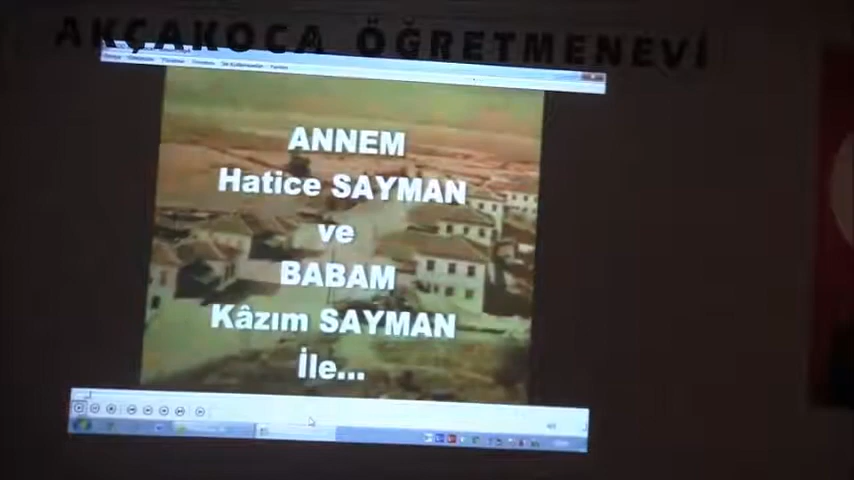 AKÇAKOCA ÖĞRETMENEVİ
ANNEM
Hatice SAYMAN
ve
BABAM
Kâzım SAYMAN
İle...